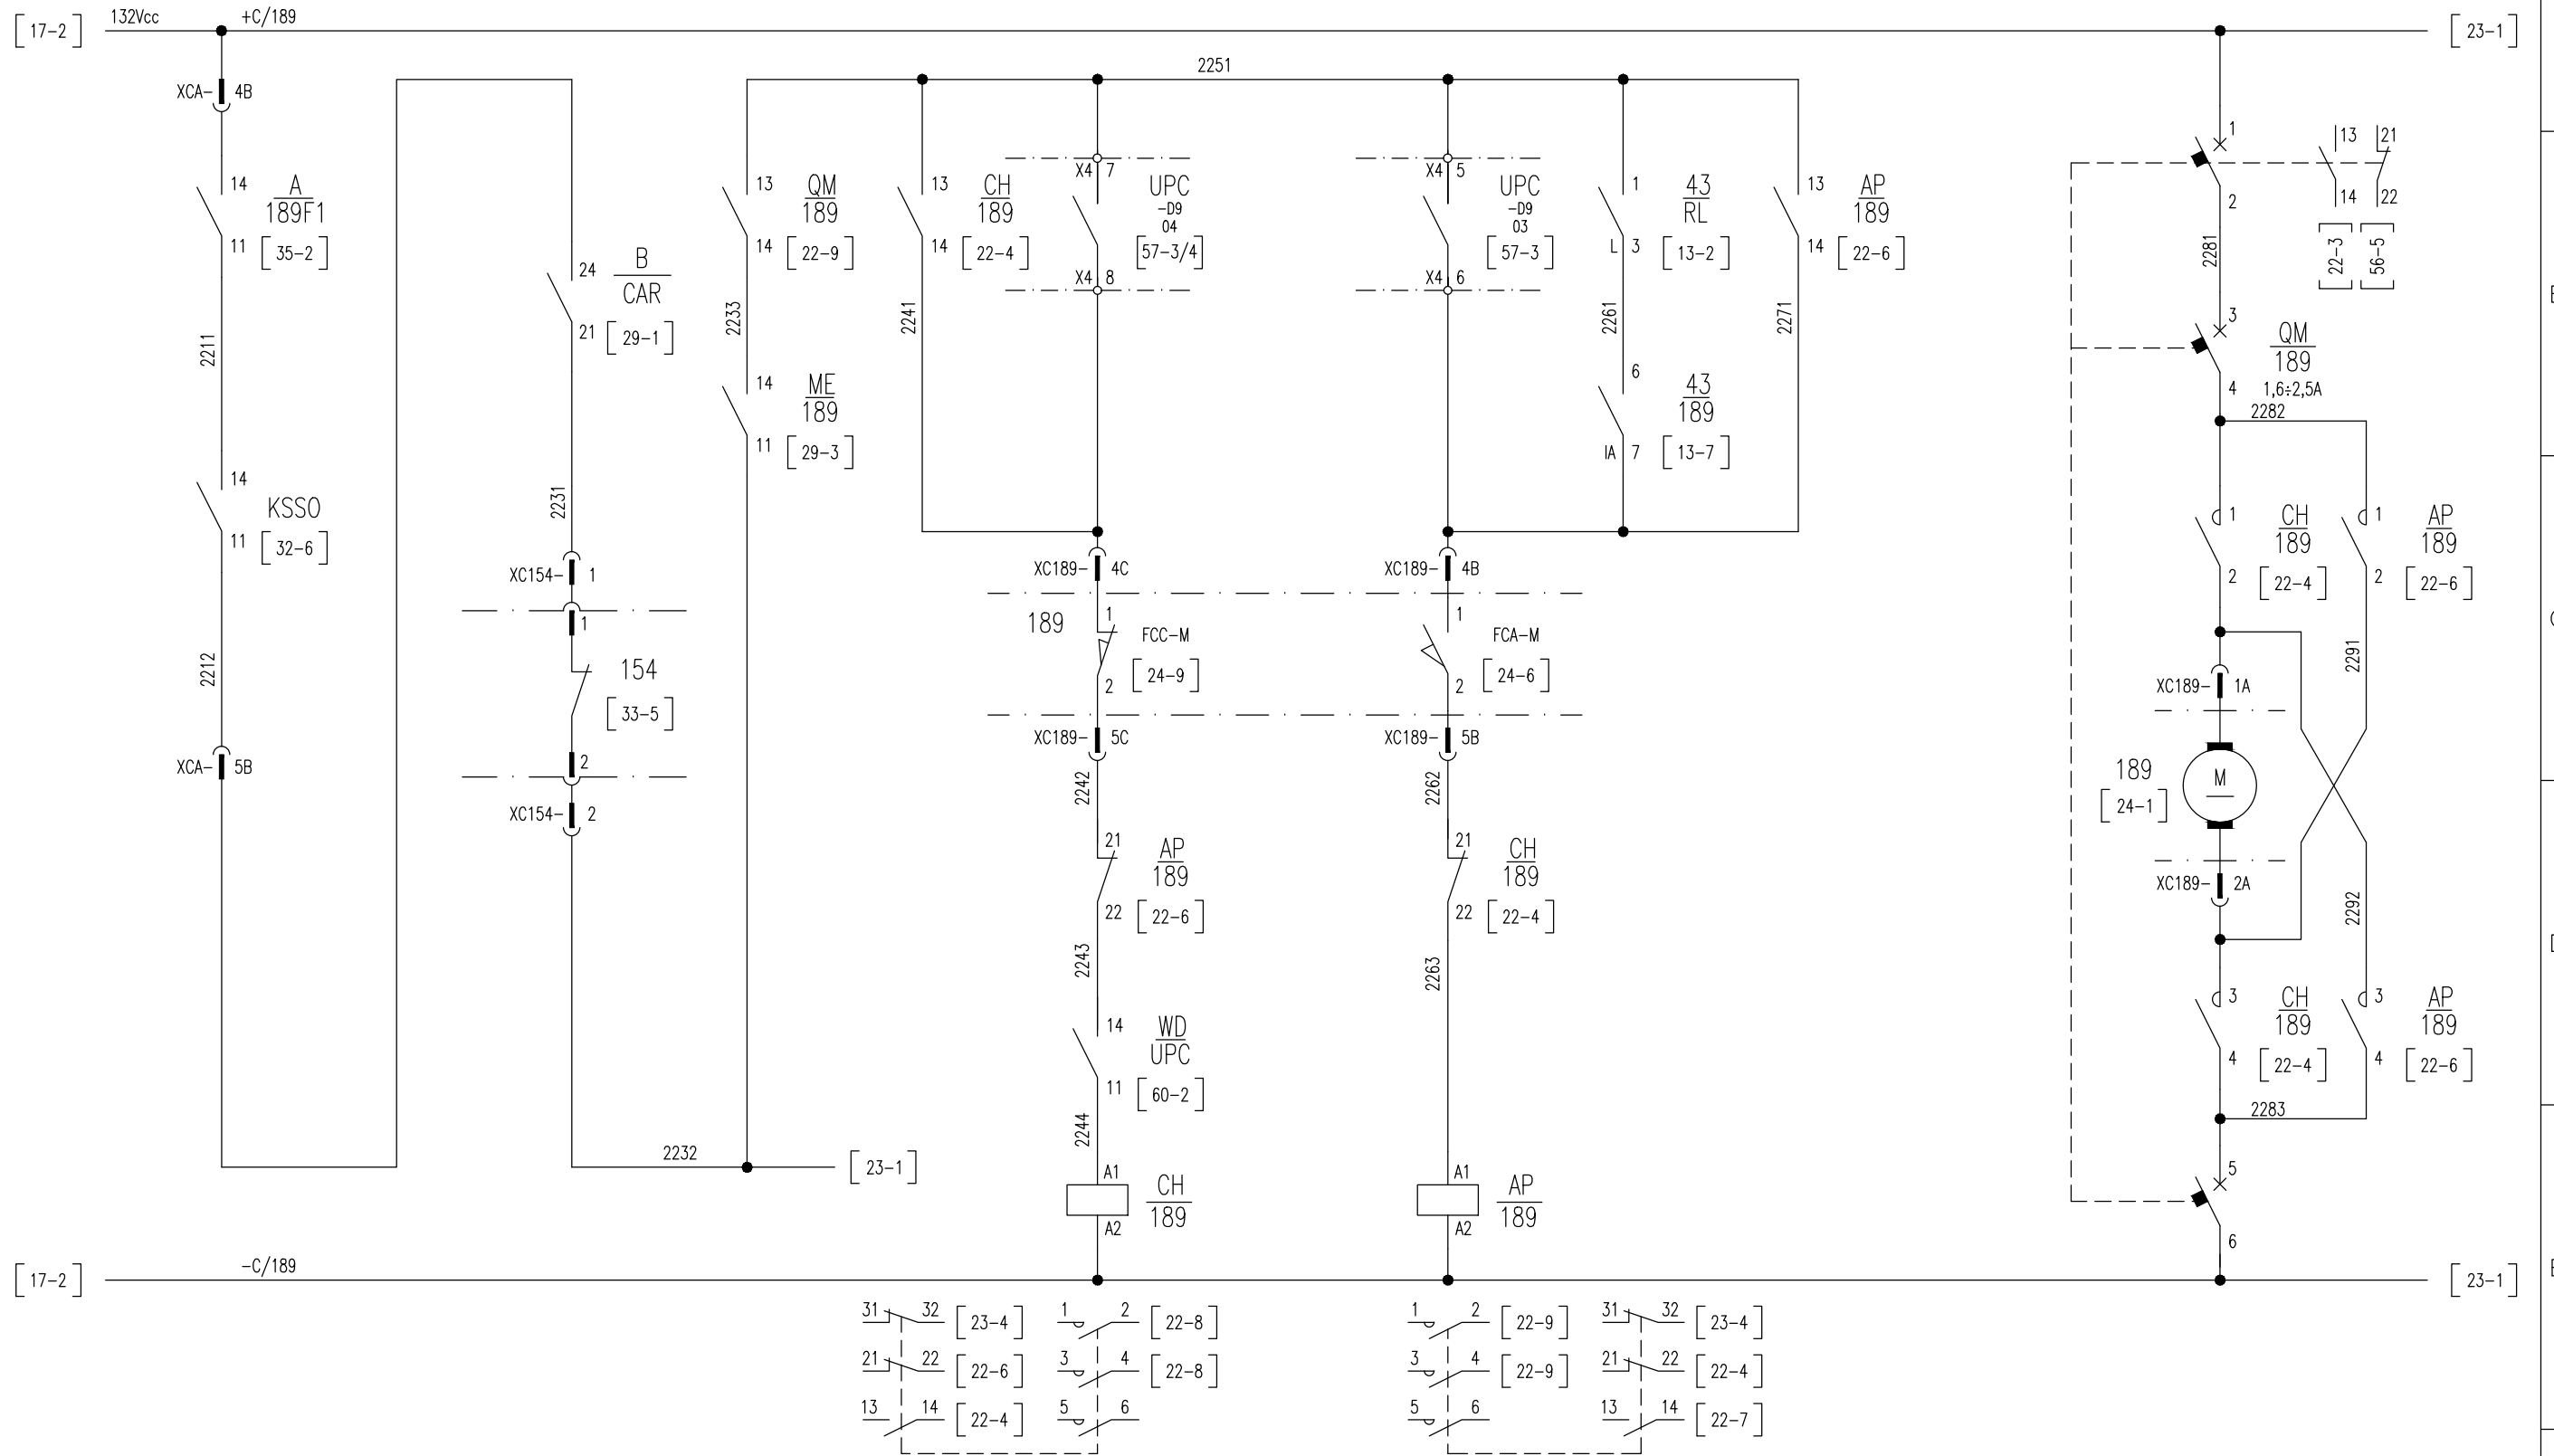 132Vcc +C/189
[17-2] [23-1]
2251
XCA- 4B
14 A
189F1
11 [35-2]
2211
14 KSSO
11 [32-6]
2212
XCA- 5B
24 B
CAR
21 [29-1]
2231
XC154- 1
1
154
[33-5]
2
XC154- 2
2232 [23-1]
13 QM
189
14 [22-9]
2233
14 ME
189
11 [29-3]
13 CH
189
14 [22-4]
2241
X4 7
UPC
-D9
04
[57-3/4]
X4 8
XC189- 4C
189
1
FCC-M
2 [24-9]
XC189- 5C
2242
21 AP
189
22 [22-6]
2243
14 WD
UPC
11 [60-2]
2244
A1
CH
189
A2
X4 5
UPC
-D9
03
[57-3]
X4 6
XC189- 4B
1
FCA-M
2 [24-6]
XC189- 5B
2262
21 CH
189
22 [22-4]
2263
A1
AP
189
A2
1 43
RL
L 3 [13-2]
2261
6 43
189
IA 7 [13-7]
13 AP
189
14 [22-6]
2271
1
2
13 21
14 22
[22-3] [56-5]
2281
3
QM
189
4 1,6÷2,5A
2282
1 CH
189
2 [22-4]
1 AP
189
2 [22-6]
2291
XC189- 1A
189
[24-1]
M
XC189- 2A
2292
3 CH
189
4 [22-4]
3 AP
189
4 [22-6]
2283
5
6
-C/189
[17-2] [23-1]
31 32 [23-4] 1 2 [22-8] 1 2 [22-9] 31 32 [23-4]
21 22 [22-6] 3 4 [22-8] 3 4 [22-9] 21 22 [22-4]
13 14 [22-4] 5 6 5 6 13 14 [22-7]